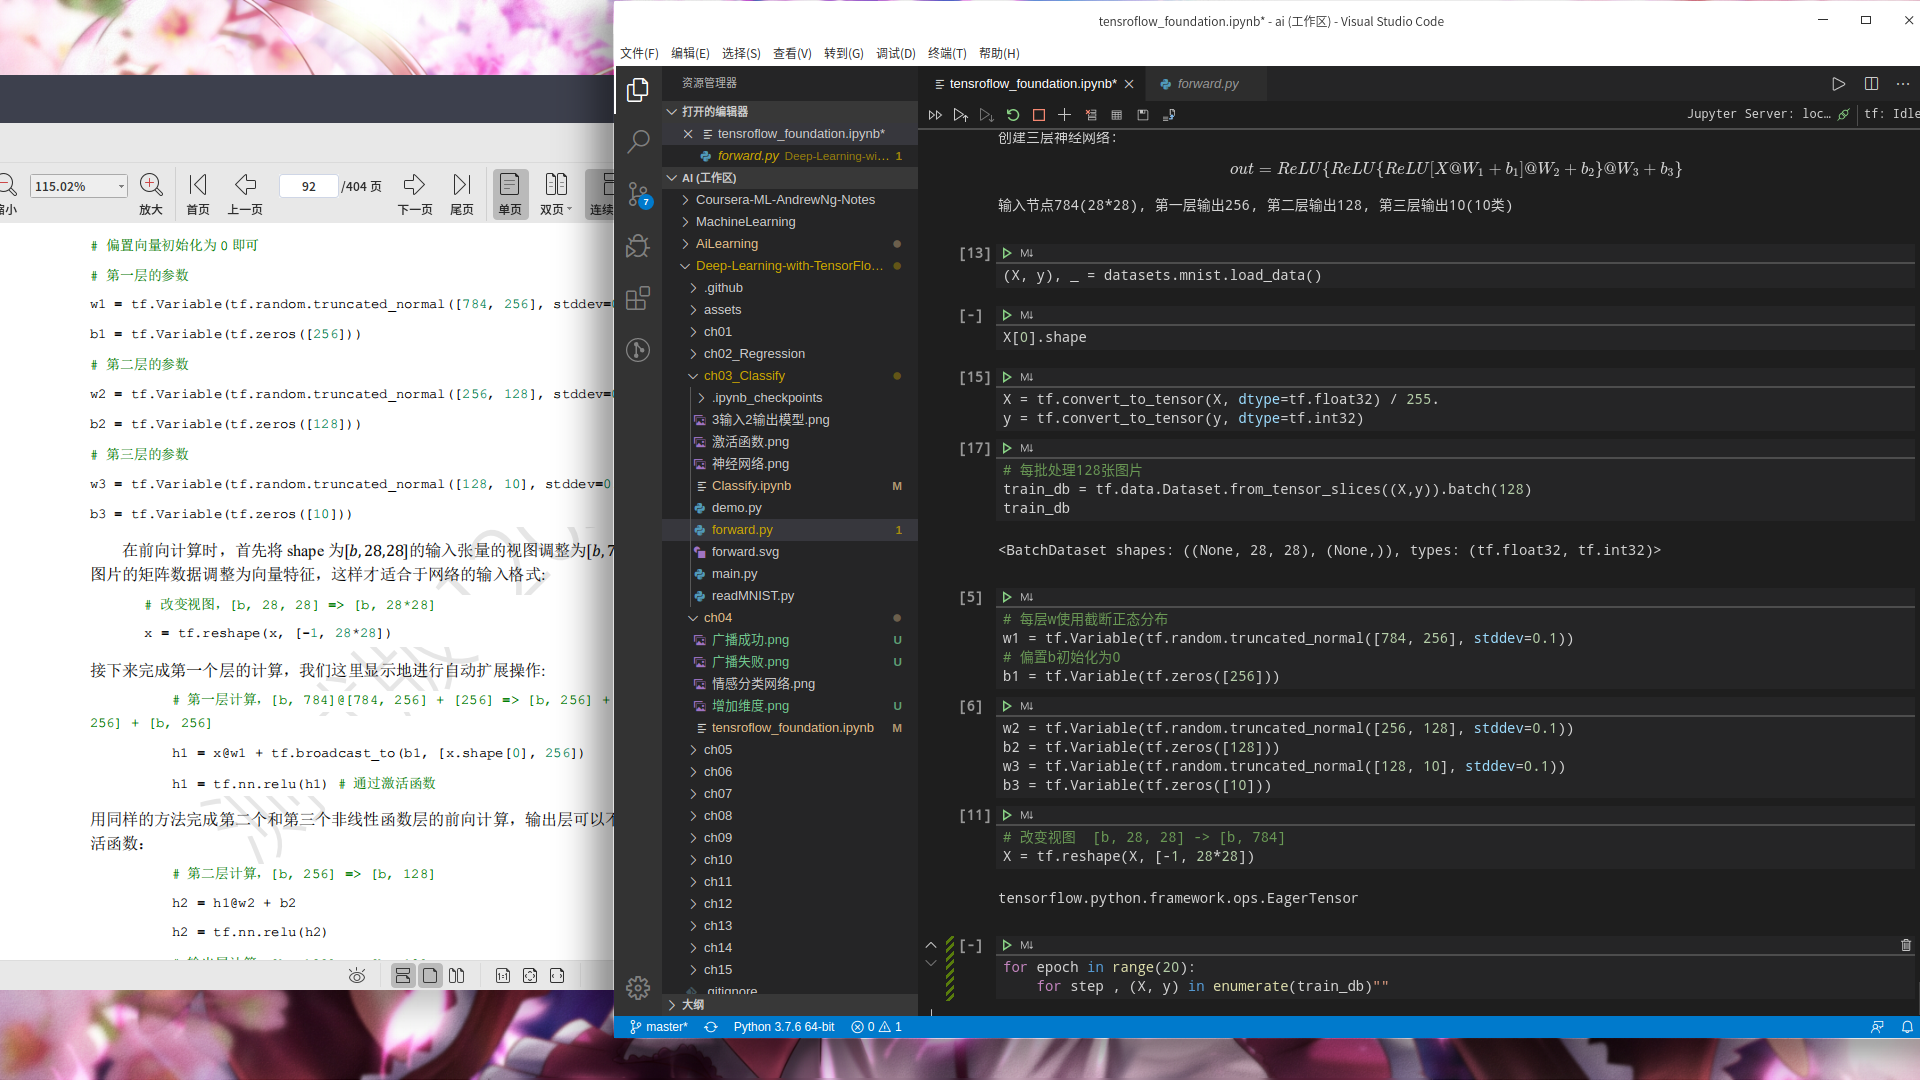 115.02%
92
/404 页
缩小
放大
首页
上一页
下一页
尾页
单页
双页
连续
# 偏置向量初始化为 0 即可
# 第一层的参数
w1 = tf.Variable(tf.random.truncated_normal([784, 256], stddev=
b1 = tf.Variable(tf.zeros([256]))
# 第二层的参数
w2 = tf.Variable(tf.random.truncated_normal([256, 128], stddev=
b2 = tf.Variable(tf.zeros([128]))
# 第三层的参数
w3 = tf.Variable(tf.random.truncated_normal([128, 10], stddev=0
b3 = tf.Variable(tf.zeros([10]))
在前向计算时，首先将 shape 为[b, 28,28]的输入张量的视图调整为[b, 7
图片的矩阵数据调整为向量特征，这样才适合于网络的输入格式:
# 改变视图，[b, 28, 28] => [b, 28*28]
x = tf.reshape(x, [-1, 28*28])
接下来完成第一个层的计算，我们这里显示地进行自动扩展操作:
# 第一层计算，[b, 784]@[784, 256] + [256] => [b, 256] +
256] + [b, 256]
h1 = x@w1 + tf.broadcast_to(b1, [x.shape[0], 256])
h1 = tf.nn.relu(h1) # 通过激活函数
用同样的方法完成第二个和第三个非线性函数层的前向计算，输出层可以不
活函数：
# 第二层计算，[b, 256] => [b, 128]
h2 = h1@w2 + b2
h2 = tf.nn.relu(h2)
tensroflow_foundation.ipynb* - ai (工作区) - Visual Studio Code
文件(F) 编辑(E) 选择(S) 查看(V) 转到(G) 调试(D) 终端(T) 帮助(H)
资源管理器
打开的编辑器
tensroflow_foundation.ipynb*
forward.py Deep-Learning-wi... 1
7
AI (工作区)
Coursera-ML-AndrewNg-Notes
MachineLearning
AiLearning
Deep-Learning-with-TensorFlo...
.github
assets
ch01
ch02_Regression
ch03_Classify
.ipynb_checkpoints
3输入2输出模型.png
激活函数.png
神经网络.png
Classify.ipynb M
demo.py
forward.py 1
forward.svg
main.py
readMNIST.py
ch04
广播成功.png U
广播失败.png U
情感分类网络.png
增加维度.png U
tensroflow_foundation.ipynb M
ch05
ch06
ch07
ch08
ch09
ch10
ch11
ch12
ch13
ch14
ch15
.gitignore
大纲
tensroflow_foundation.ipynb*
forward.py
Jupyter Server: loc... tf: Idle
创建三层神经网络:
out = ReLU{ReLU{ReLU[X@W1 + b1]@W2 + b2}@W3 + b3}
输入节点784(28*28), 第一层输出256, 第二层输出128, 第三层输出10(10类)
[13] M↓
(X, y), _ = datasets.mnist.load_data()
[-] M↓
X[0].shape
[15] M↓
X = tf.convert_to_tensor(X, dtype=tf.float32) / 255.
y = tf.convert_to_tensor(y, dtype=tf.int32)
[17] M↓
# 每批处理128张图片
train_db = tf.data.Dataset.from_tensor_slices((X,y)).batch(128)
train_db
<BatchDataset shapes: ((None, 28, 28), (None,)), types: (tf.float32, tf.int32)>
[5] M↓
# 每层w使用截断正态分布
w1 = tf.Variable(tf.random.truncated_normal([784, 256], stddev=0.1))
# 偏置b初始化为0
b1 = tf.Variable(tf.zeros([256]))
[6] M↓
w2 = tf.Variable(tf.random.truncated_normal([256, 128], stddev=0.1))
b2 = tf.Variable(tf.zeros([128]))
w3 = tf.Variable(tf.random.truncated_normal([128, 10], stddev=0.1))
b3 = tf.Variable(tf.zeros([10]))
[11] M↓
# 改变视图 [b, 28, 28] -> [b, 784]
X = tf.reshape(X, [-1, 28*28])
tensorflow.python.framework.ops.EagerTensor
[-] M↓
for epoch in range(20):
for step , (X, y) in enumerate(train_db)""
master* Python 3.7.6 64-bit 0 1